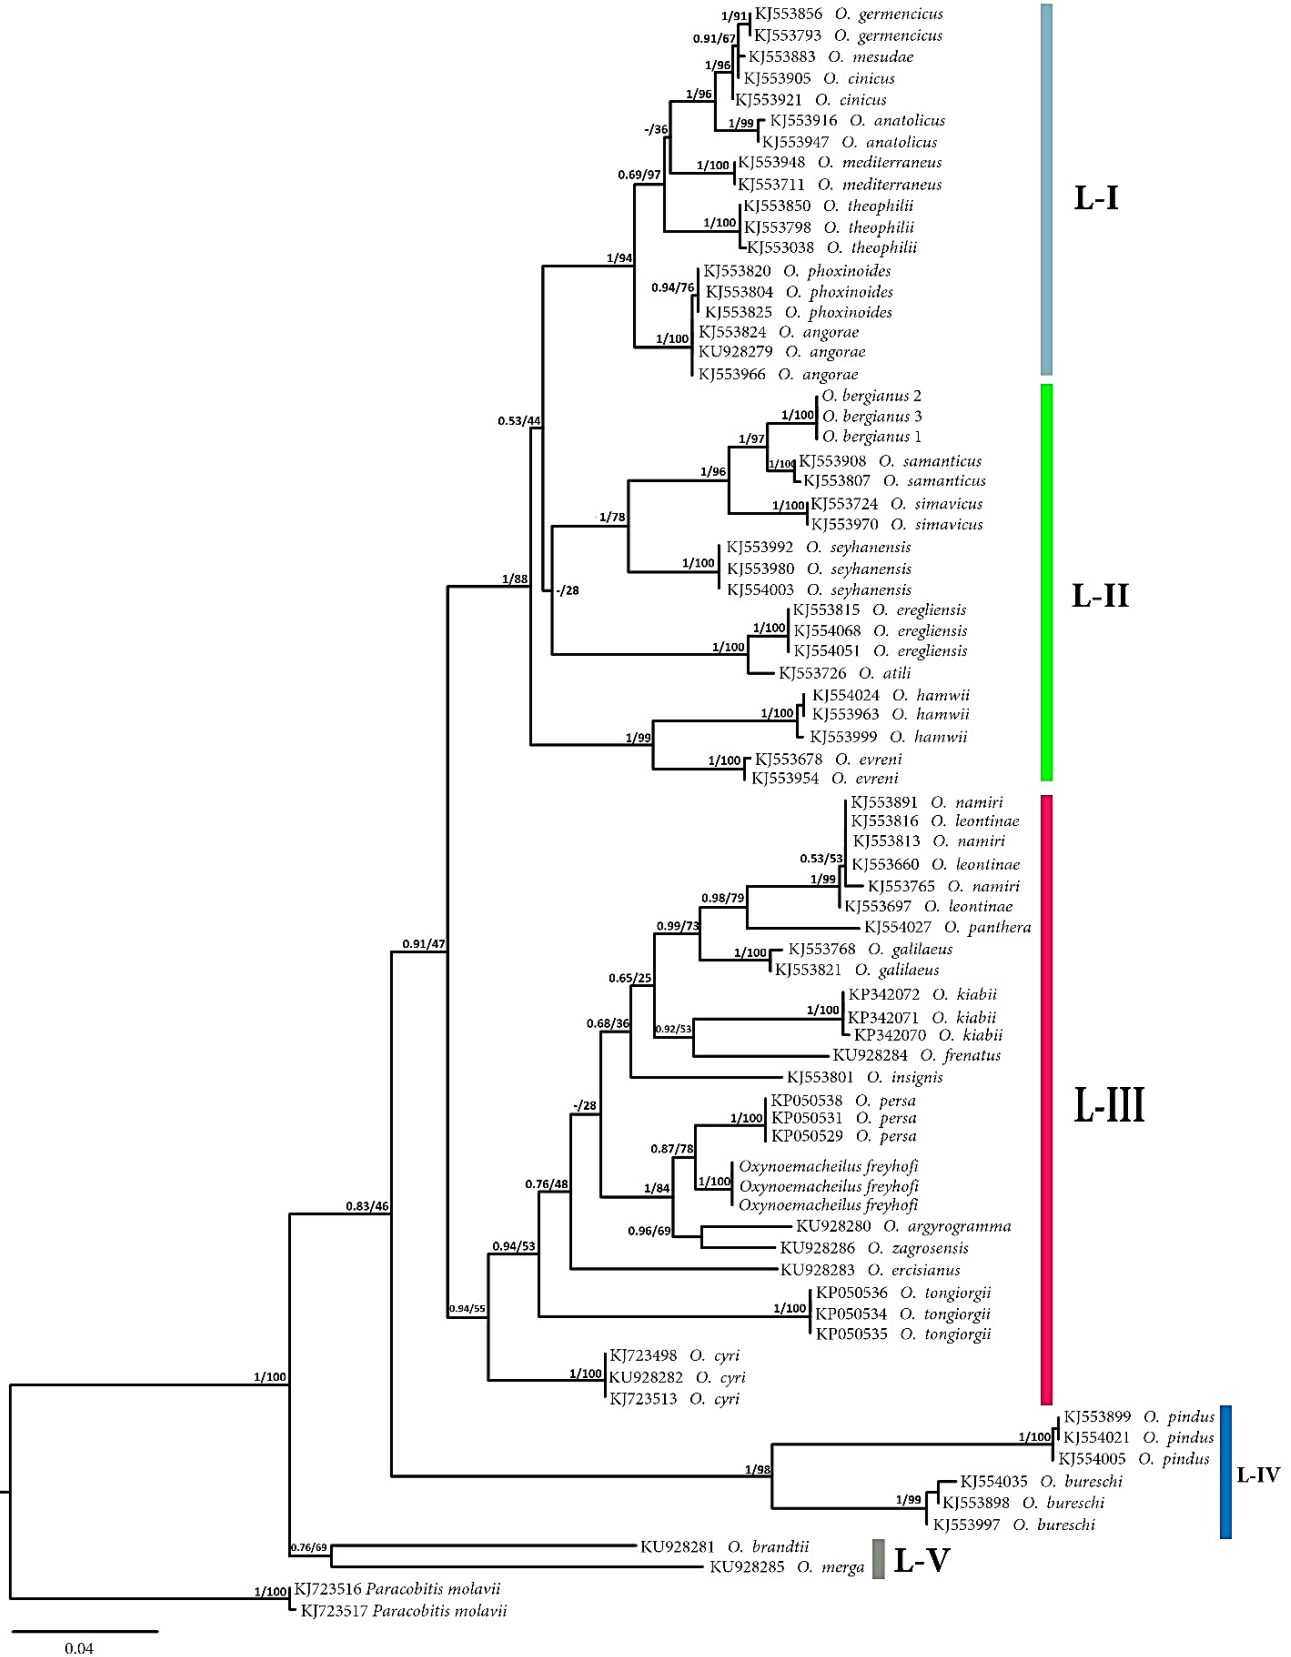 1/91
KJ553856 O. germencicus
KJ553793 O. germencicus
0.91/67
KJ553883 O. mesudae
1/96
KJ553905 O. cinicus
1/96
KJ553921 O. cinicus
1/99
KJ553916 O. anatolicus
KJ553947 O. anatolicus
-/36
1/100
KJ553948 O. mediterraneus
KJ553711 O. mediterraneus
0.69/97
L-I
KJ553850 O. theophilii
1/100
KJ553798 O. theophilii
KJ553038 O. theophilii
1/94
KJ553820 O. phoxinoides
0.94/76
KJ553804 O. phoxinoides
KJ553825 O. phoxinoides
KJ553824 O. angorae
1/100
KU928279 O. angorae
KJ553966 O. angorae
O. bergianus 2
1/100
O. bergianus 3
0.53/44
O. bergianus 1
1/97
1/100
KJ553908 O. samanticus
1/96
KJ553807 O. samanticus
1/100
KJ553724 O. simavicus
1/78
KJ553970 O. simavicus
KJ553992 O. seyhanensis
1/100
KJ553980 O. seyhanensis
1/88
-/28
KJ554003 O. seyhanensis
L-II
KJ553815 O. eregliensis
1/100
KJ554068 O. eregliensis
1/100
KJ554051 O. eregliensis
KJ553726 O. atili
KJ554024 O. hamwii
1/100
KJ553963 O. hamwii
1/99
KJ553999 O. hamwii
1/100
KJ553678 O. evreni
KJ553954 O. evreni
KJ553891 O. namiri
KJ553816 O. leontinae
KJ553813 O. namiri
0.53/53
KJ553660 O. leontinae
1/99
KJ553765 O. namiri
0.98/79
KJ553697 O. leontinae
0.99/73
KJ554027 O. panthera
0.91/47
1/100
KJ553768 O. galilaeus
KJ553821 O. galilaeus
0.65/25
KP342072 O. kiabii
1/100
KP342071 O. kiabii
0.68/36
0.92/53
KP342070 O. kiabii
KU928284 O. frenatus
KJ553801 O. insignis
L-III
-/28
KP050538 O. persa
1/100
KP050531 O. persa
KP050529 O. persa
0.87/78
Oxynoemacheilus freyhofi
0.76/48
1/84
1/100
Oxynoemacheilus freyhofi
Oxynoemacheilus freyhofi
0.83/46
0.96/69
KU928280 O. argyrogramma
0.94/53
KU928286 O. zagrosensis
KU928283 O. ercisianus
KP050536 O. tongiorgii
0.94/55
1/100
KP050534 O. tongiorgii
KP050535 O. tongiorgii
KJ723498 O. cyri
1/100
1/100
KU928282 O. cyri
KJ723513 O. cyri
KJ553899 O. pindus
1/100
KJ554021 O. pindus
KJ554005 O. pindus
1/98
L-IV
KJ554035 O. bureschi
1/99
KJ553898 O. bureschi
KJ553997 O. bureschi
0.76/69
KU928281 O. brandtii
KU928285 O. merga
L-V
1/100
KJ723516 Paracobitis molavii
KJ723517 Paracobitis molavii
0.04